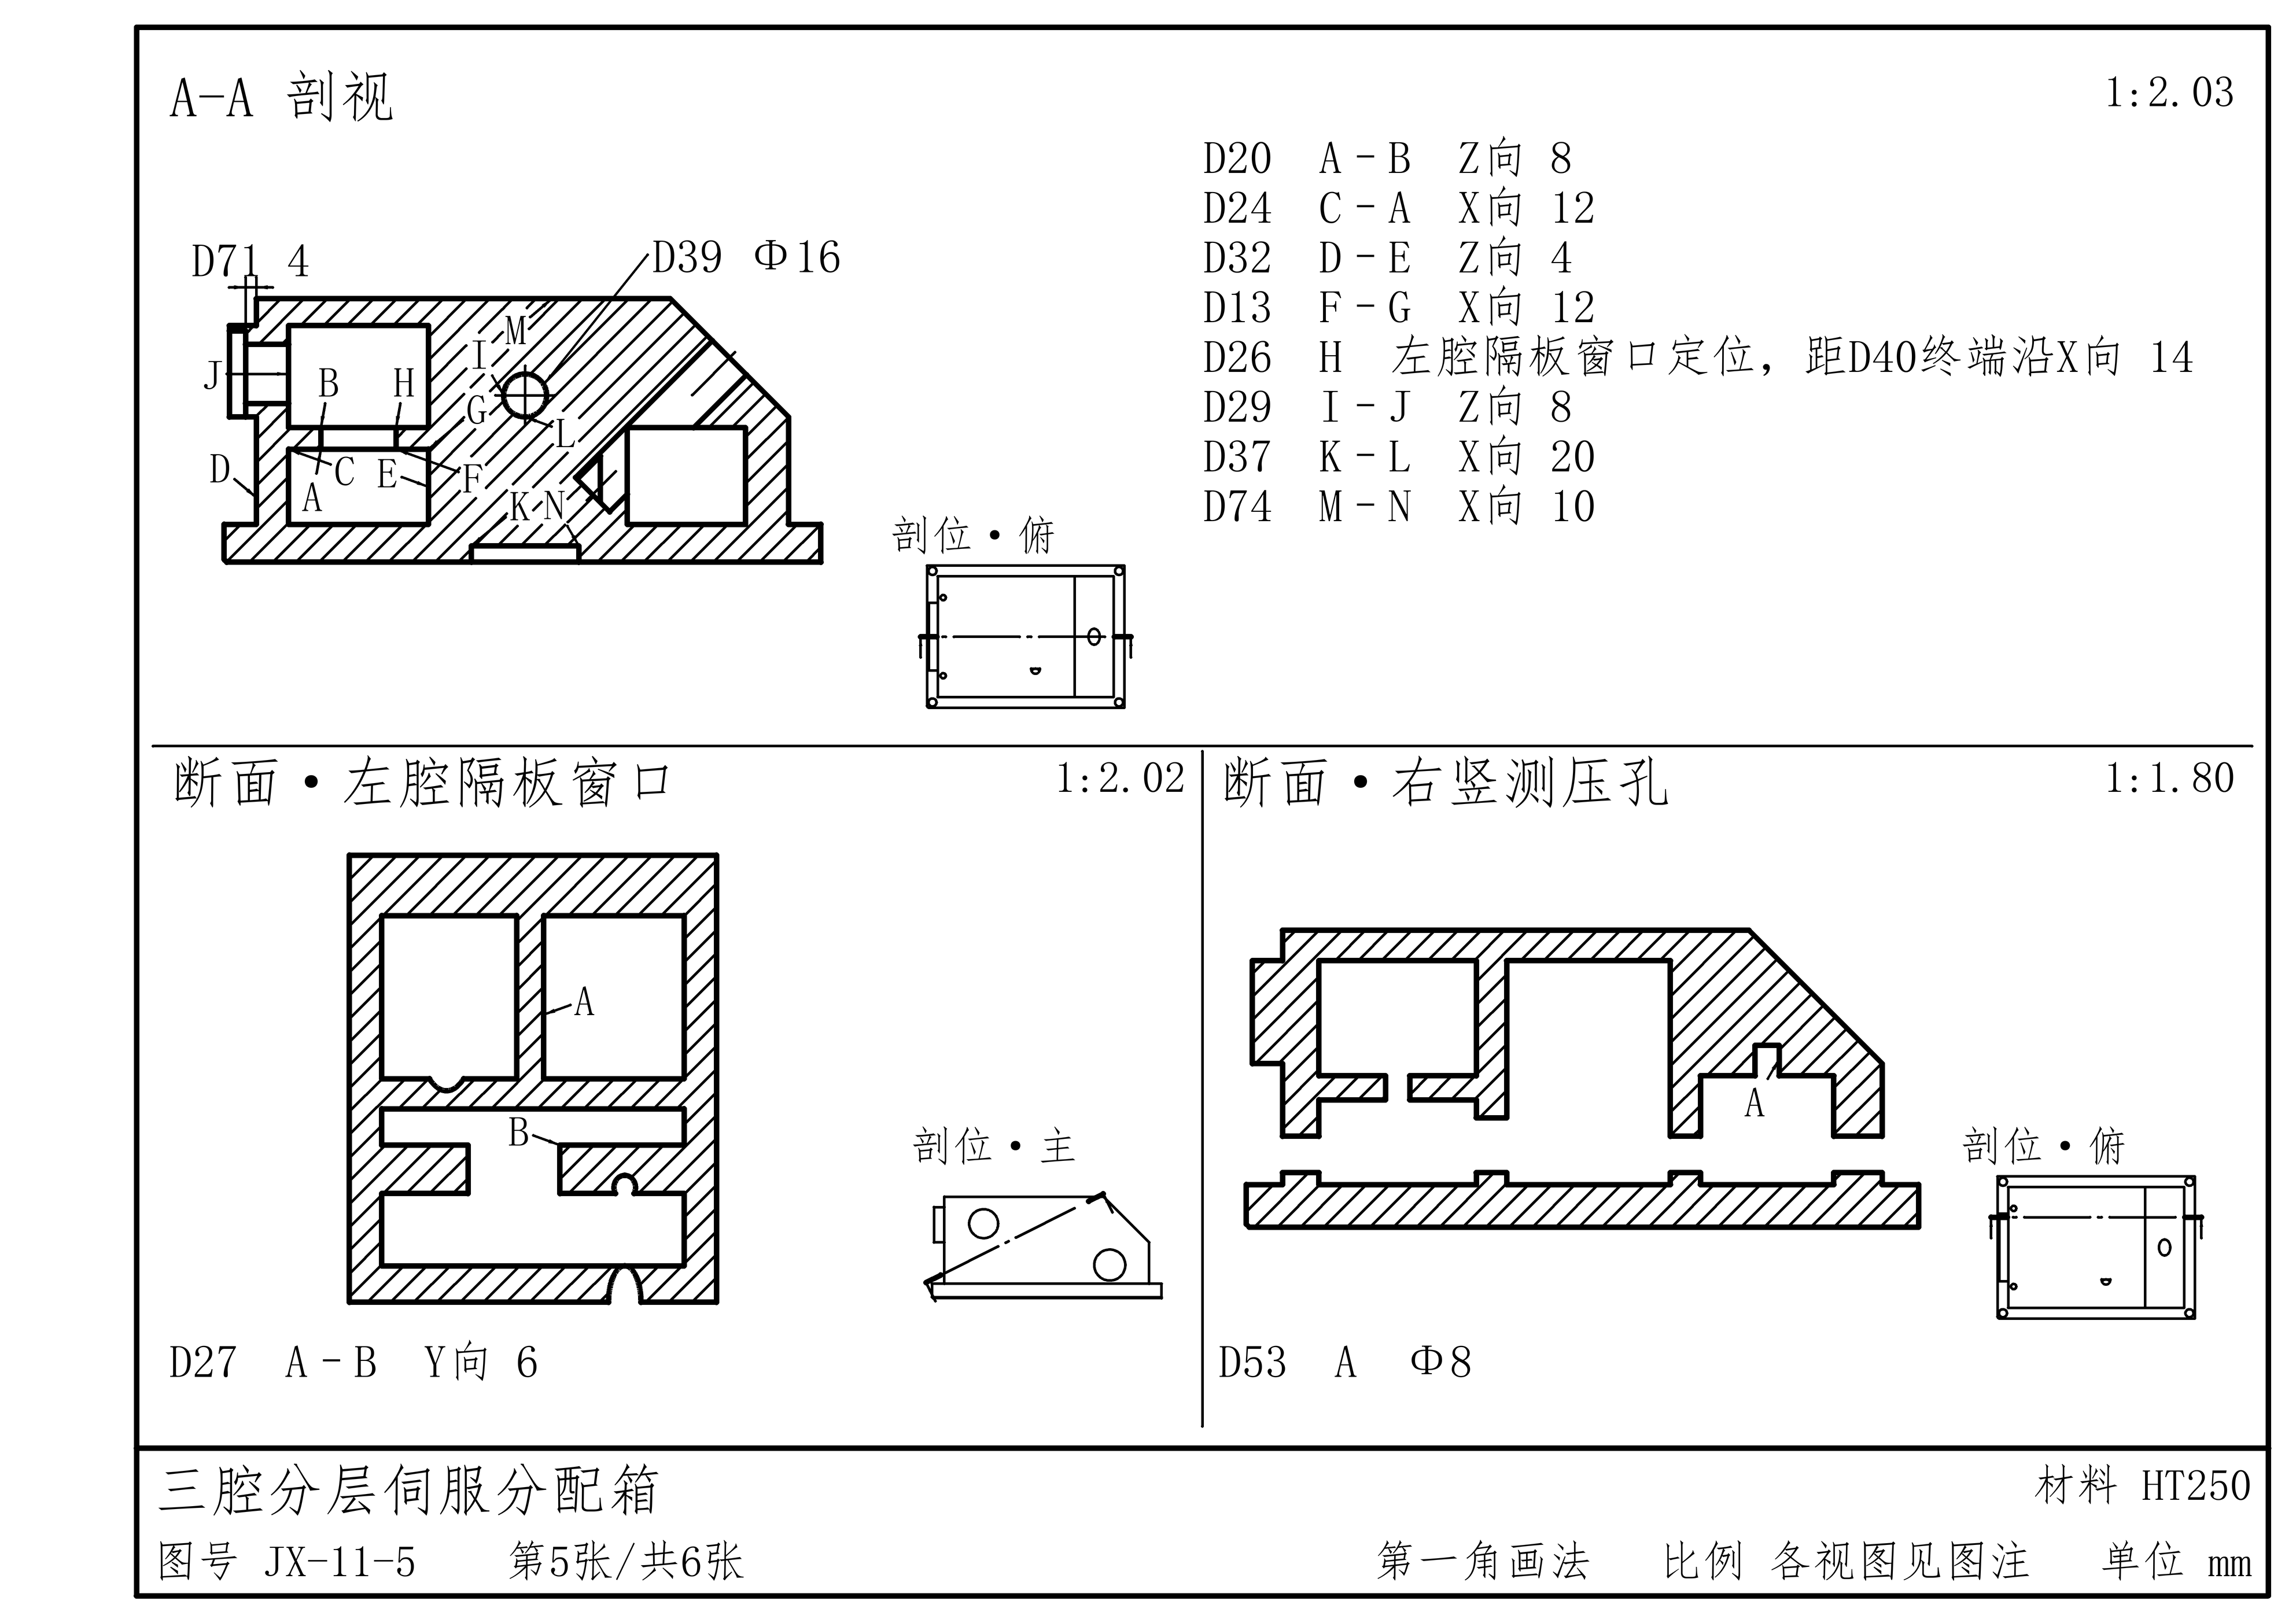 A-A 剖视
1:2.03
D20 A-B Z向 8
D24 C-A X向 12
D32 D-E Z向 4
D13 F-G X向 12
D26 H 左腔隔板窗口定位，距D40终端沿X向 14
D29 I-J Z向 8
D37 K-L X向 20
D74 M-N X向 10
D71 4
D39 Φ16
M
I
J
B
H
G
L
D
C
E
F
A
K
N
剖位·俯
断面·左腔隔板窗口
1:2.02
A
B
剖位·主
D27 A-B Y向 6
断面·右竖测压孔
1:1.80
A
剖位·俯
D53 A Φ8
三腔分层伺服分配箱
材料 HT250
图号 JX-11-5 第5张/共6张
第一角画法 比例 各视图见图注 单位 mm